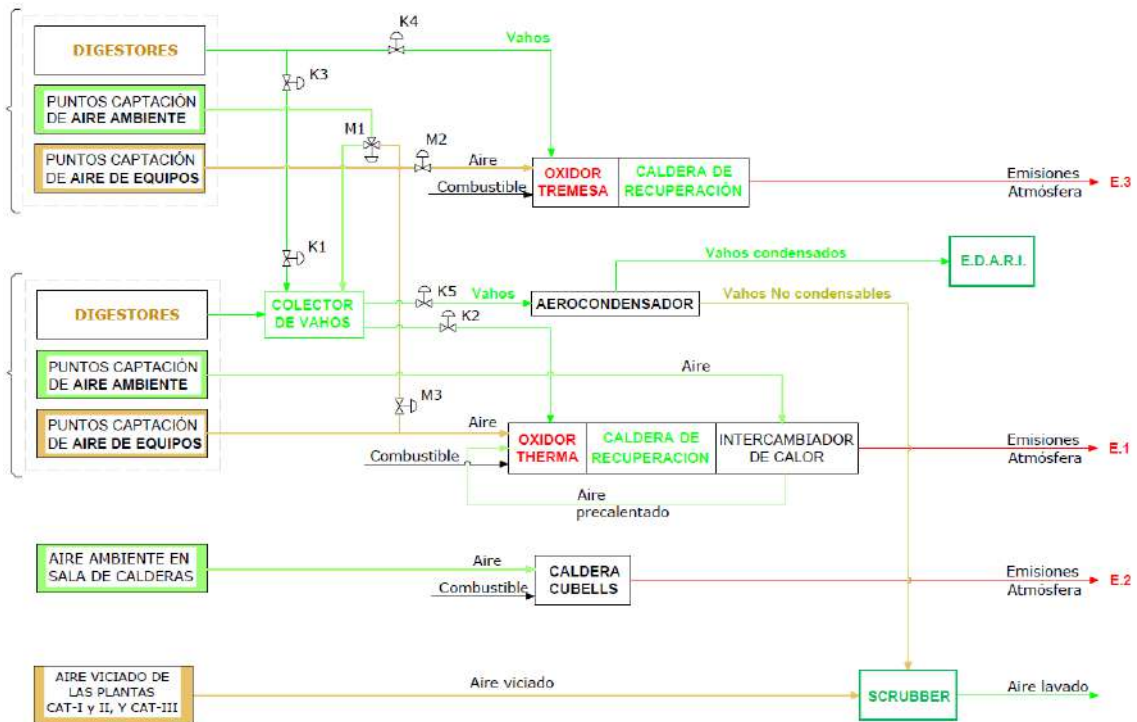 K4
Vahos
DIGESTORES
K3
PUNTOS CAPTACIÓN
DE AIRE AMBIENTE
M1
M2
PUNTOS CAPTACIÓN
DE AIRE DE EQUIPOS
Aire
Combustible
OXIDOR
TREMESA
CALDERA DE
RECUPERACIÓN
Emisiones
Atmósfera
E.3
K1
Vahos condensados
E.D.A.R.I.
DIGESTORES
COLECTOR
DE VAHOS
K5
Vahos
AEROCONDENSADOR
Vahos No condensables
K2
PUNTOS CAPTACIÓN
DE AIRE AMBIENTE
Aire
M3
PUNTOS CAPTACIÓN
DE AIRE DE EQUIPOS
Aire
Combustible
OXIDOR
THERMA
CALDERA DE
RECUPERACIÓN
INTERCAMBIADOR
DE CALOR
Emisiones
Atmósfera
E.1
Aire
precalentado
AIRE AMBIENTE EN
SALA DE CALDERAS
Aire
Combustible
CALDERA
CUBELLS
Emisiones
Atmósfera
E.2
AIRE VICIADO DE
LAS PLANTAS
CAT-I y II, Y CAT-III
Aire viciado
SCRUBBER
Aire lavado